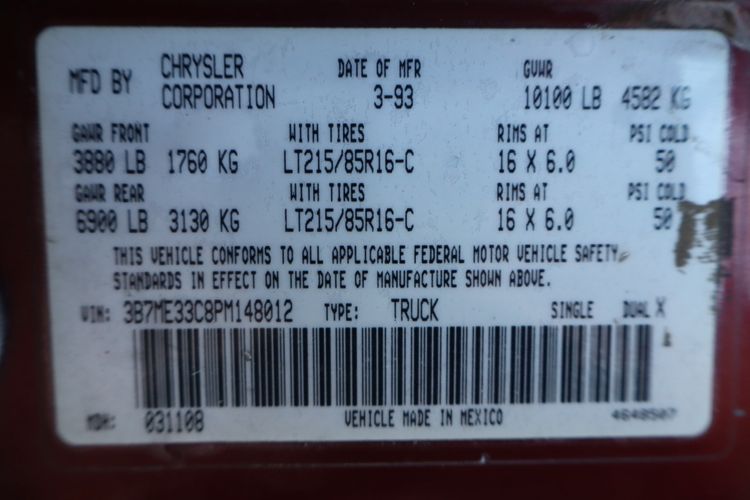 MFD BY CHRYSLER CORPORATION DATE OF MFR 3-93 GVWR 10100 LB 4582 KG
GAWR FRONT WITH TIRES RIMS AT PSI COLD
3880 LB 1760 KG LT215/85R16-C 16 X 6.0 50
GAWR REAR WITH TIRES RIMS AT PSI COLD
6900 LB 3130 KG LT215/85R16-C 16 X 6.0 50
THIS VEHICLE CONFORMS TO ALL APPLICABLE FEDERAL MOTOR VEHICLE SAFETY
STANDARDS IN EFFECT ON THE DATE OF MANUFACTURE SHOWN ABOVE.
VIN: 3B7ME33C8PM148012 TYPE: TRUCK SINGLE DUAL X
MDH: 031108 VEHICLE MADE IN MEXICO 4648507